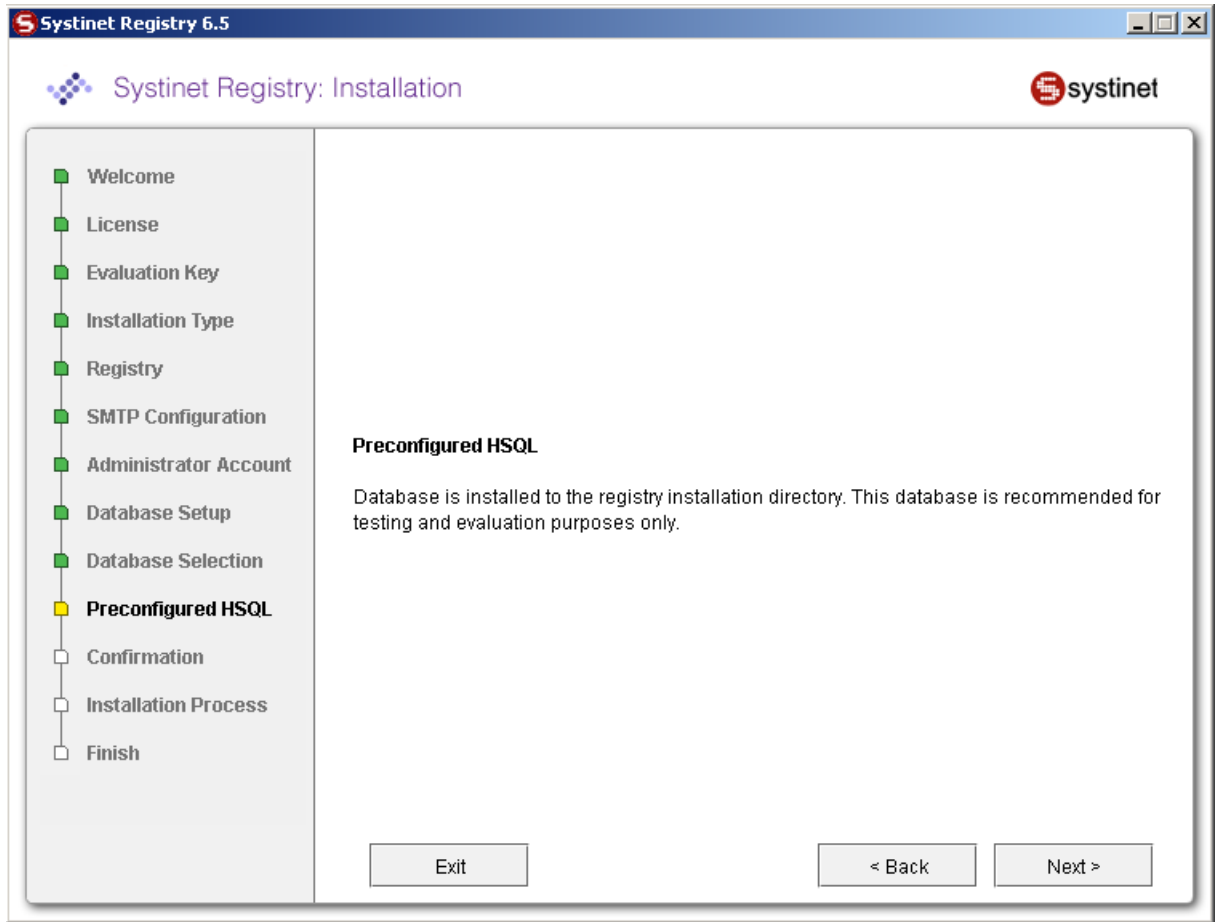 Systinet Registry 6.5
Systinet Registry: Installation
systinet
Welcome
License
Evaluation Key
Installation Type
Registry
SMTP Configuration
Administrator Account
Database Setup
Database Selection
Preconfigured HSQL
Confirmation
Installation Process
Finish
Preconfigured HSQL
Database is installed to the registry installation directory. This database is recommended for
testing and evaluation purposes only.
Exit
< Back
Next >